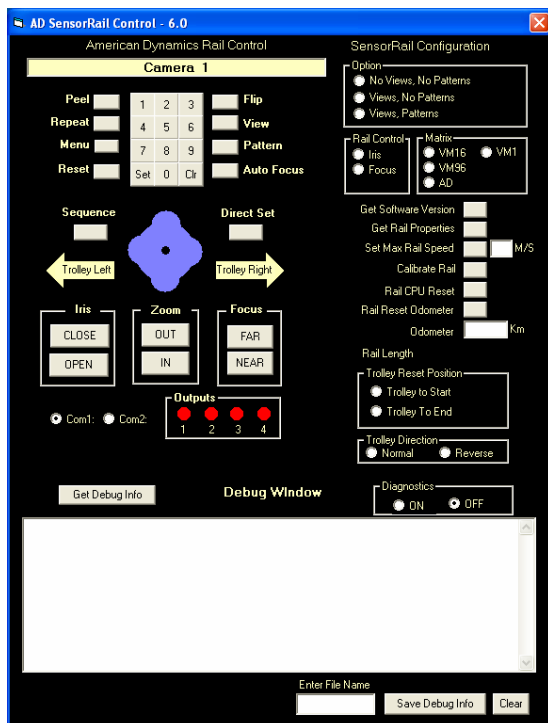 AD SensorRail Control - 6.0
American Dynamics Rail Control
Camera 1
Peel
Repeat
Menu
Reset
1 2 3
4 5 6
7 8 9
Set 0 Clr
Flip
View
Pattern
Auto Focus
Sequence
Direct Set
Trolley Left
Trolley Right
Iris
CLOSE
OPEN
Zoom
OUT
IN
Focus
FAR
NEAR
Com1: Com2:
Outputs
1 2 3 4
SensorRail Configuration
Option
No Views, No Patterns
Views, No Patterns
Views, Patterns
Rail Control
Iris
Focus
Matrix
VM16 VM1
VM96
AD
Get Software Version
Get Rail Properties
Set Max Rail Speed M/S
Calibrate Rail
Rail CPU Reset
Rail Reset Odometer
Odometer Km
Rail Length
Trolley Reset Position
Trolley to Start
Trolley To End
Trolley Direction
Normal Reverse
Get Debug Info
Debug WIndow
Diagnostics
ON OFF
Enter File Name
Save Debug Info Clear